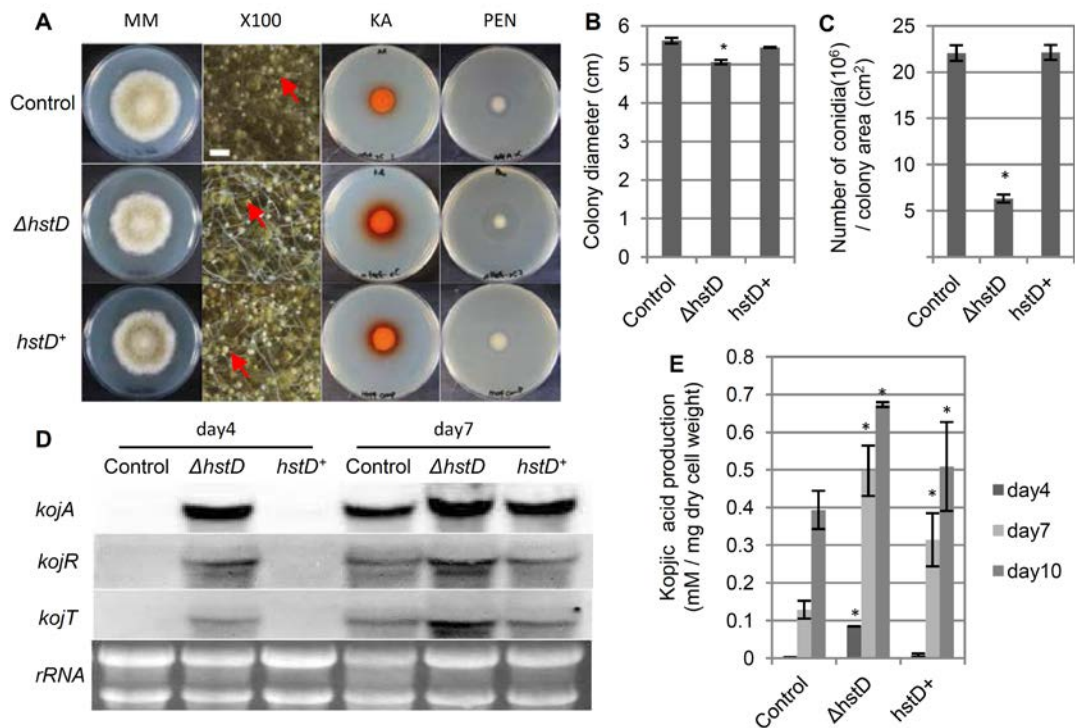 A
MM X100 KA PEN
Control
ΔhstD
hstD+
B
Colony diameter (cm)
6
5
4
3
2
1
0
*
Control
ΔhstD
hstD+
C
Number of conidia(10⁶)
/ colony area (cm²)
25
20
15
10
5
*
Control
ΔhstD
hstD+
D
day4 day7
Control ΔhstD hstD⁺ Control ΔhstD hstD⁺
kojA
kojR
kojT
rRNA
E
Kopjic acid production
(mM / mg dry cell weight)
0.8
0.7
0.6
0.5
0.4
0.3
0.2
0.1
0
* * * * *
Control
ΔhstD
hstD+
day4
day7
day10